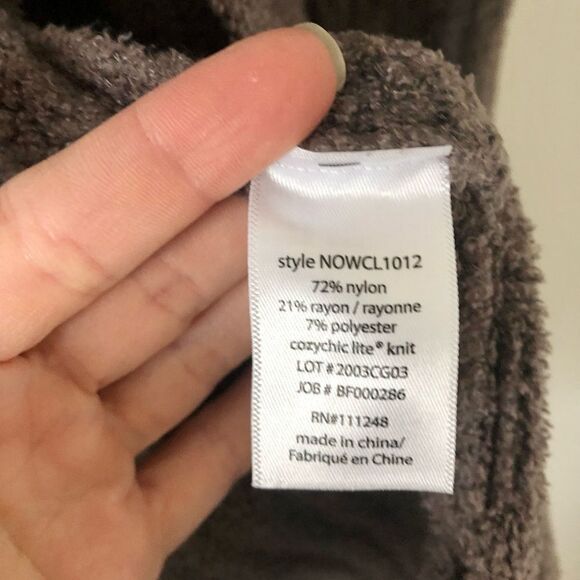 style NOWCL1012
72% nylon
21% rayon / rayonne
7% polyester
cozychic lite® knit
LOT # 2003CG03
JOB # BF000286
RN#111248
made in china/
Fabriqué en Chine